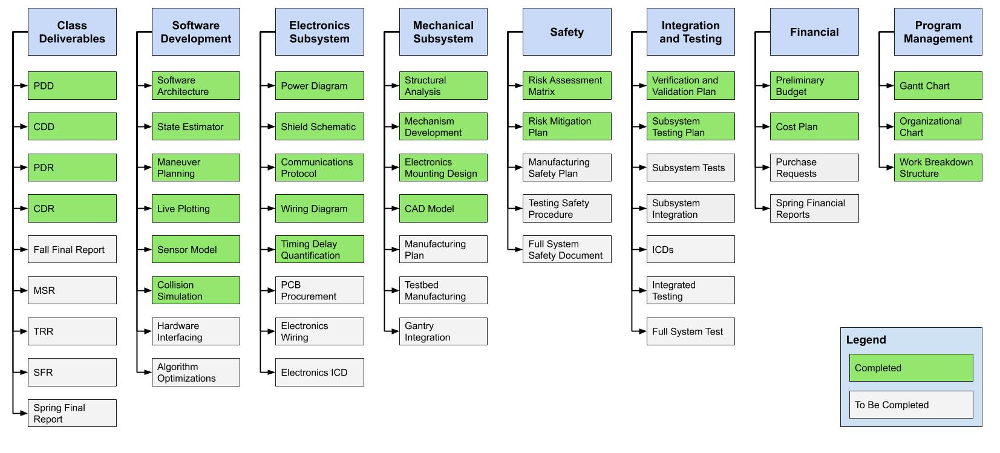 Class
Deliverables
PDD
CDD
PDR
CDR
Fall Final Report
MSR
TRR
SFR
Spring Final
Report
Software
Development
Software
Architecture
State Estimator
Maneuver
Planning
Live Plotting
Sensor Model
Collision
Simulation
Hardware
Interfacing
Algorithm
Optimizations
Electronics
Subsystem
Power Diagram
Shield Schematic
Communications
Protocol
Wiring Diagram
Timing Delay
Quantification
PCB
Procurement
Electronics
Wiring
Electronics ICD
Mechanical
Subsystem
Structural
Analysis
Mechanism
Development
Electronics
Mounting Design
CAD Model
Manufacturing
Plan
Testbed
Manufacturing
Gantry
Integration
Safety
Risk Assessment
Matrix
Risk Mitigation
Plan
Manufacturing
Safety Plan
Testing Safety
Procedure
Full System
Safety Document
Integration
and Testing
Verification and
Validation Plan
Subsystem
Testing Plan
Subsystem Tests
Subsystem
Integration
ICDs
Integrated
Testing
Full System Test
Financial
Preliminary
Budget
Cost Plan
Purchase
Requests
Spring Financial
Reports
Program
Management
Gantt Chart
Organizational
Chart
Work Breakdown
Structure
Legend
Completed
To Be Completed